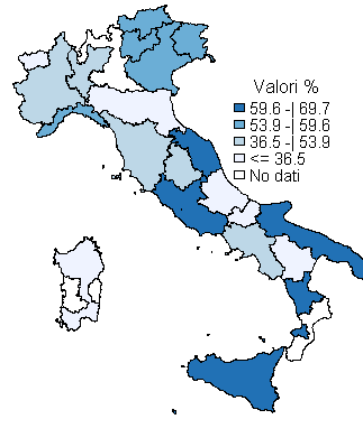 Valori %
59.6 -| 69.7
53.9 -| 59.6
36.5 -| 53.9
<= 36.5
No dati